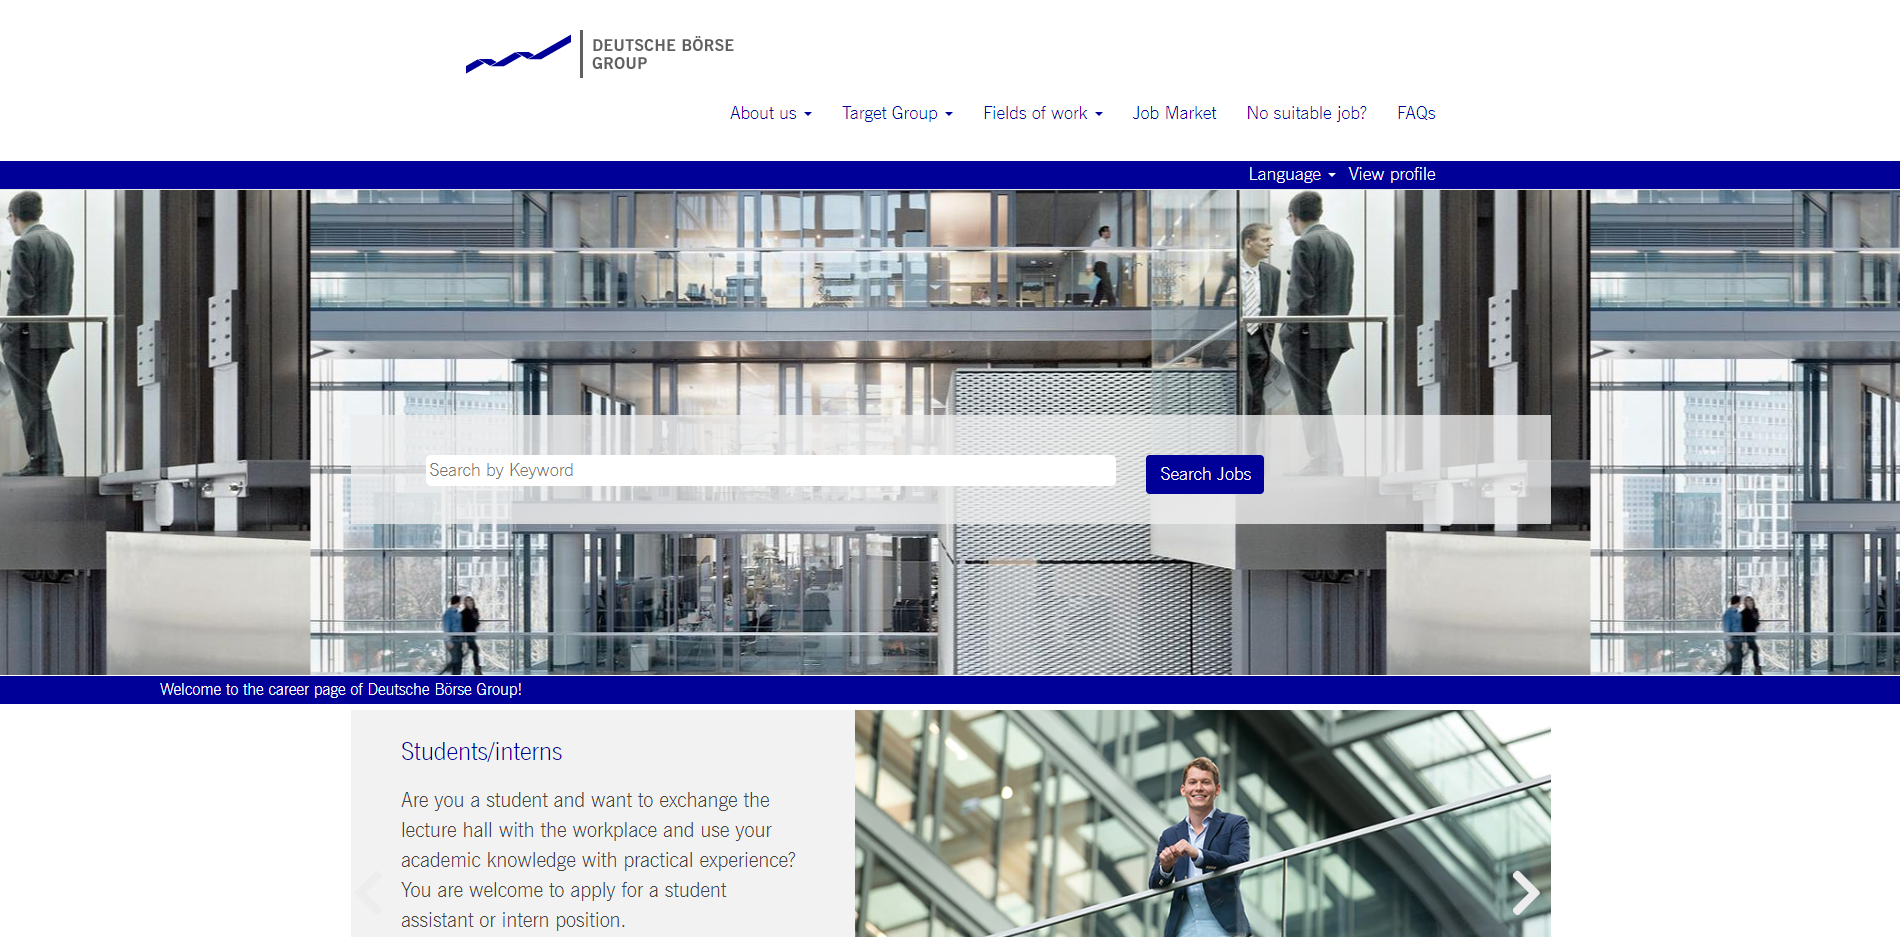 DEUTSCHE BÖRSE
GROUP
About us
Target Group
Fields of work
Job Market
No suitable job?
FAQs
Language
View profile
Search by Keyword
Search Jobs
Welcome to the career page of Deutsche Börse Group!
Students/interns
Are you a student and want to exchange the
lecture hall with the workplace and use your
academic knowledge with practical experience?
You are welcome to apply for a student
assistant or intern position.